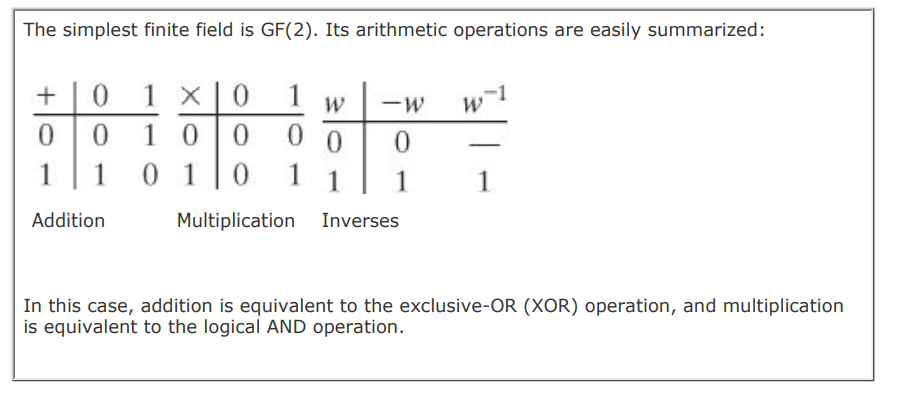 The simplest finite field is GF(2). Its arithmetic operations are easily summarized:
+ 0 1 × 0 1 w −w w⁻¹
0 0 1 0 0 0 0 0 —
1 1 0 1 0 1 1 1 1
Addition Multiplication Inverses
In this case, addition is equivalent to the exclusive-OR (XOR) operation, and multiplication
is equivalent to the logical AND operation.